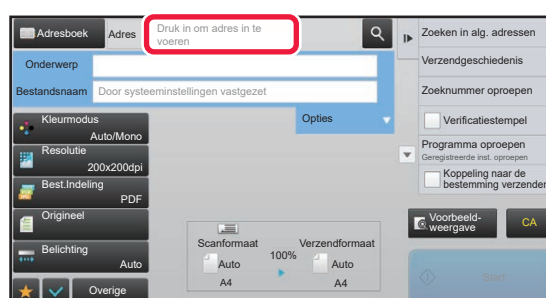 Adresboek
Adres
Druk in om adres in te
voeren
Onderwerp
Bestandsnaam
Door systeeminstellingen vastgezet
Opties
Kleurmodus
Auto/Mono
Resolutie
200x200dpi
Best.Indeling
PDF
Origineel
Belichting
Auto
Overige
Scanformaat
Auto
A4
100%
Verzendformaat
Auto
A4
Zoeken in alg. adressen
Verzendgeschiedenis
Zoeknummer oproepen
Verificatiestempel
Programma oproepen
Geregistreerde inst. oproepen
Koppeling naar de
bestemming verzenden
Voorbeeld-
weergave
CA
Start